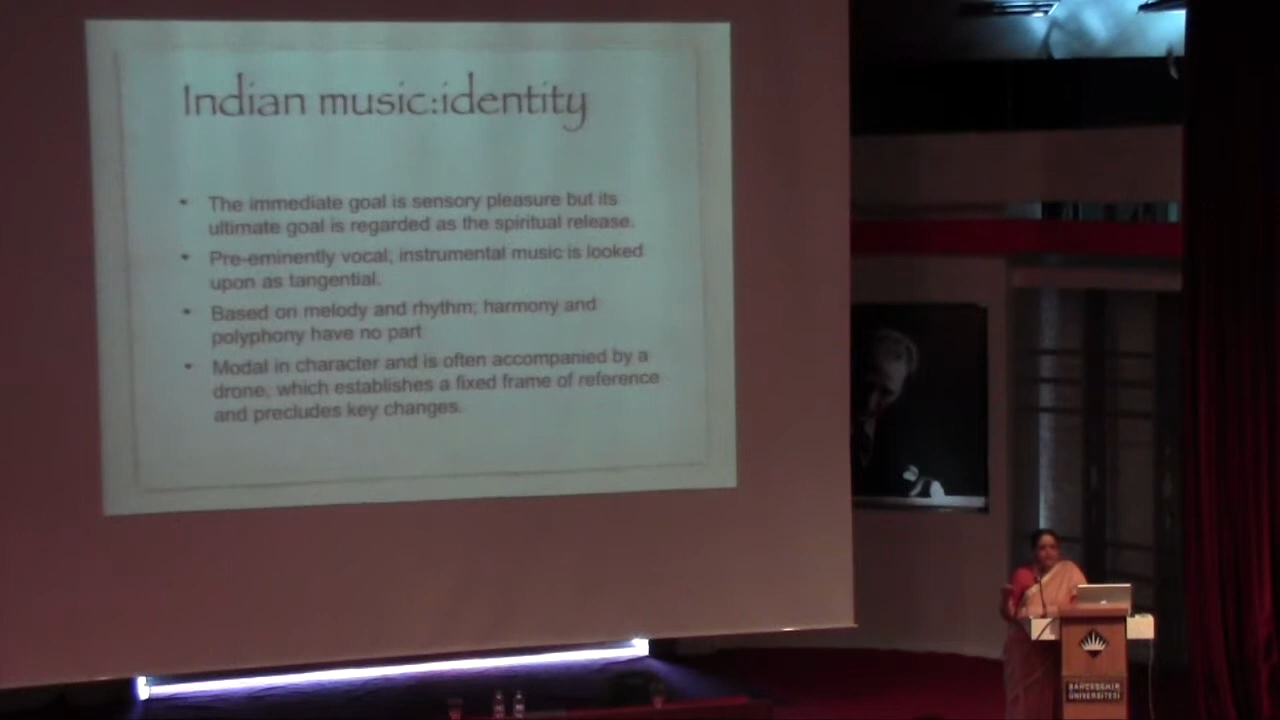 Indian music:identity
• The immediate goal is sensory pleasure but its
ultimate goal is regarded as the spiritual release.
• Pre-eminently vocal; instrumental music is looked
upon as tangential.
• Based on melody and rhythm; harmony and
polyphony have no part
• Modal in character and is often accompanied by a
drone, which establishes a fixed frame of reference
and precludes key changes.
BAHÇEŞEHİR
ÜNİVERSİTESİ